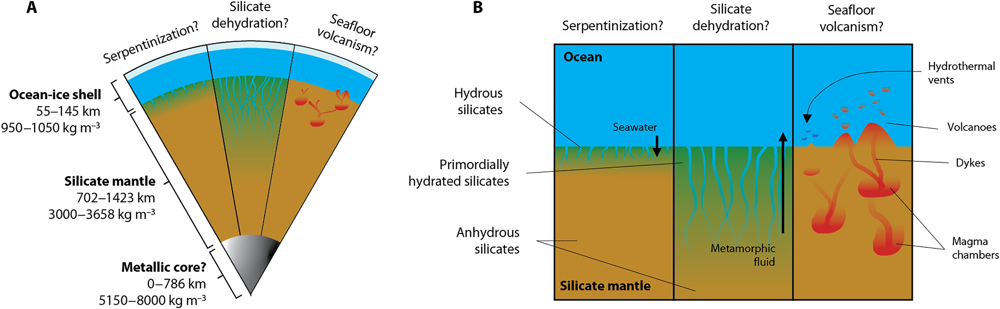 A
Serpentinization?
Silicate
dehydration?
Seafloor
volcanism?
Ocean-ice shell
55–145 km
950–1050 kg m⁻³
Silicate mantle
702–1423 km
3000–3658 kg m⁻³
Metallic core?
0–786 km
5150–8000 kg m⁻³
B
Serpentinization?
Silicate
dehydration?
Seafloor
volcanism?
Ocean
Hydrous
silicates
Seawater
Primordially
hydrated silicates
Anhydrous
silicates
Metamorphic
fluid
Silicate mantle
Hydrothermal
vents
Volcanoes
Dykes
Magma
chambers